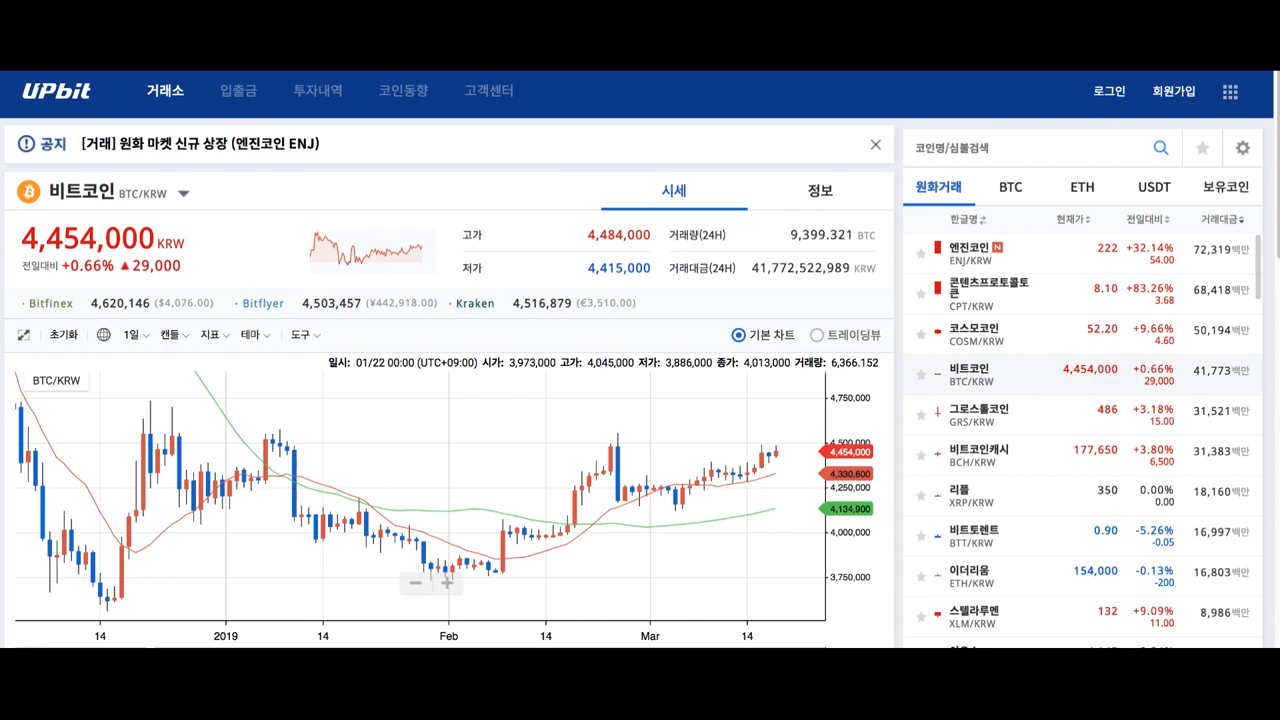 UPbit 거래소 입출금 투자내역 코인동향 고객센터 로그인 회원가입
공지 [거래] 원화 마켓 신규 상장 (엔진코인 ENJ)
비트코인 BTC/KRW 시세 정보
4,454,000 KRW
전일대비 +0.66% ▲29,000
고가 4,484,000 거래량(24H) 9,399.321 BTC
저가 4,415,000 거래대금(24H) 41,772,522,989 KRW
· Bitfinex 4,620,146 ($4,076.00) · Bitflyer 4,503,457 (¥442,918.00) · Kraken 4,516,879 (€3,510.00)
초기화 1일 캔들 지표 테마 도구 기본 차트 트레이딩뷰
일시: 01/22 00:00 (UTC+09:00) 시가: 3,973,000 고가: 4,045,000 저가: 3,886,000 종가: 4,013,000 거래량: 6,366.152
BTC/KRW
4,750,000
4,500,000
4,454,000
4,330,600
4,250,000
4,134,900
4,000,000
3,750,000
14 2019 14 Feb 14 Mar 14
코인명/심볼검색
원화거래 BTC ETH USDT 보유코인
한글명 현재가 전일대비 거래대금
엔진코인 N 222 +32.14% 72,319백만
ENJ/KRW 54.00
콘텐츠프로토콜토
큰 8.10 +83.26% 68,418백만
CPT/KRW 3.68
코스모코인 52.20 +9.66% 50,194백만
COSM/KRW 4.60
비트코인 4,454,000 +0.66% 41,773백만
BTC/KRW 29,000
그로스톨코인 486 +3.18% 31,521백만
GRS/KRW 15.00
비트코인캐시 177,650 +3.80% 31,383백만
BCH/KRW 6,500
리플 350 0.00% 18,160백만
XRP/KRW 0.00
비트토렌트 0.90 -5.26% 16,997백만
BTT/KRW -0.05
이더리움 154,000 -0.13% 16,803백만
ETH/KRW -200
스텔라루멘 132 +9.09% 8,986백만
XLM/KRW 11.00